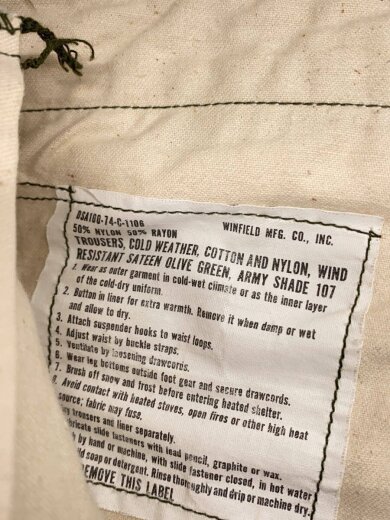 DSA100-74-C-1106
50% NYLON 50% RAYON WINFIELD MFG. CO., INC.
TROUSERS, COLD WEATHER, COTTON AND NYLON, WIND
RESISTANT SATEEN OLIVE GREEN, ARMY SHADE 107
1. Wear as outer garment in cold-wet climate or as the inner layer
of the cold-dry uniform.
2. Button in liner for extra warmth. Remove it when damp or wet
and allow to dry.
3. Attach suspender hooks to waist loops.
4. Adjust waist by buckle straps.
5. Ventilate by loosening drawcords.
6. Wear leg bottoms outside foot gear and secure drawcords.
7. Brush off snow and frost before entering heated shelter.
Avoid contact with heated stoves, open fires or other high heat
source; fabric may fuse.
trousers and liner separately.
slide fasteners with lead pencil, graphite or wax.
by hand or machine, with slide fastener closed, in hot water
soap or detergent. Rinse thoroughly and drip or machine dry.
REMOVE THIS LABEL